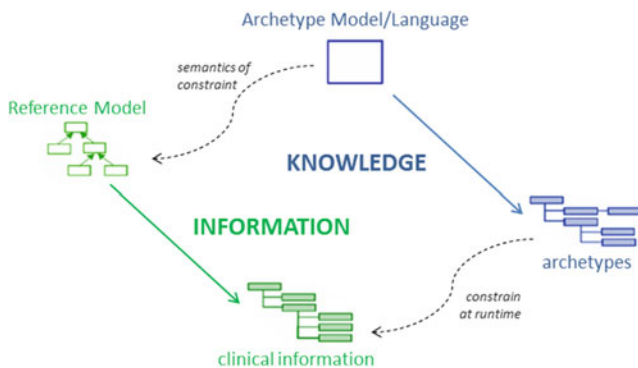 Archetype Model/Language
semantics of
constraint
Reference Model
KNOWLEDGE
INFORMATION
archetypes
constrain
at runtime
clinical information